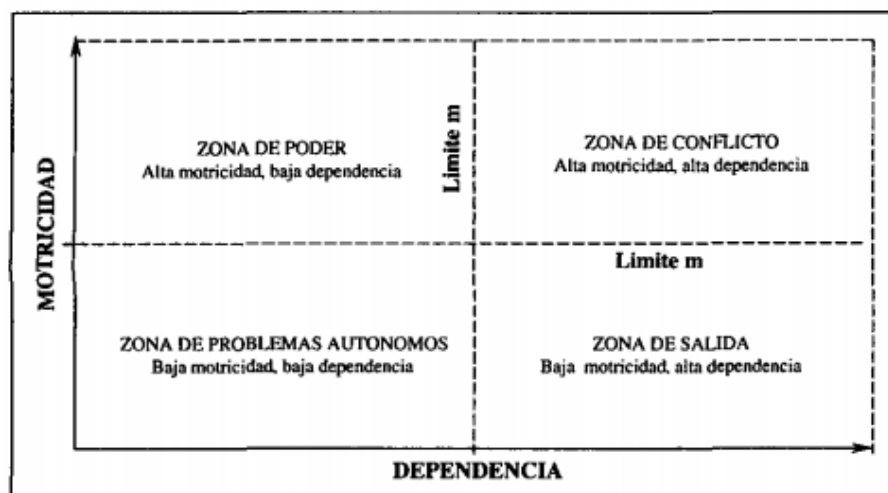 ZONA DE PODER
Alta motricidad, baja dependencia
Limite m
ZONA DE CONFLICTO
Alta motricidad, alta dependencia
MOTRICIDAD
Limite m
ZONA DE PROBLEMAS AUTONOMOS
Baja motricidad, baja dependencia
ZONA DE SALIDA
Baja motricidad, alta dependencia
DEPENDENCIA